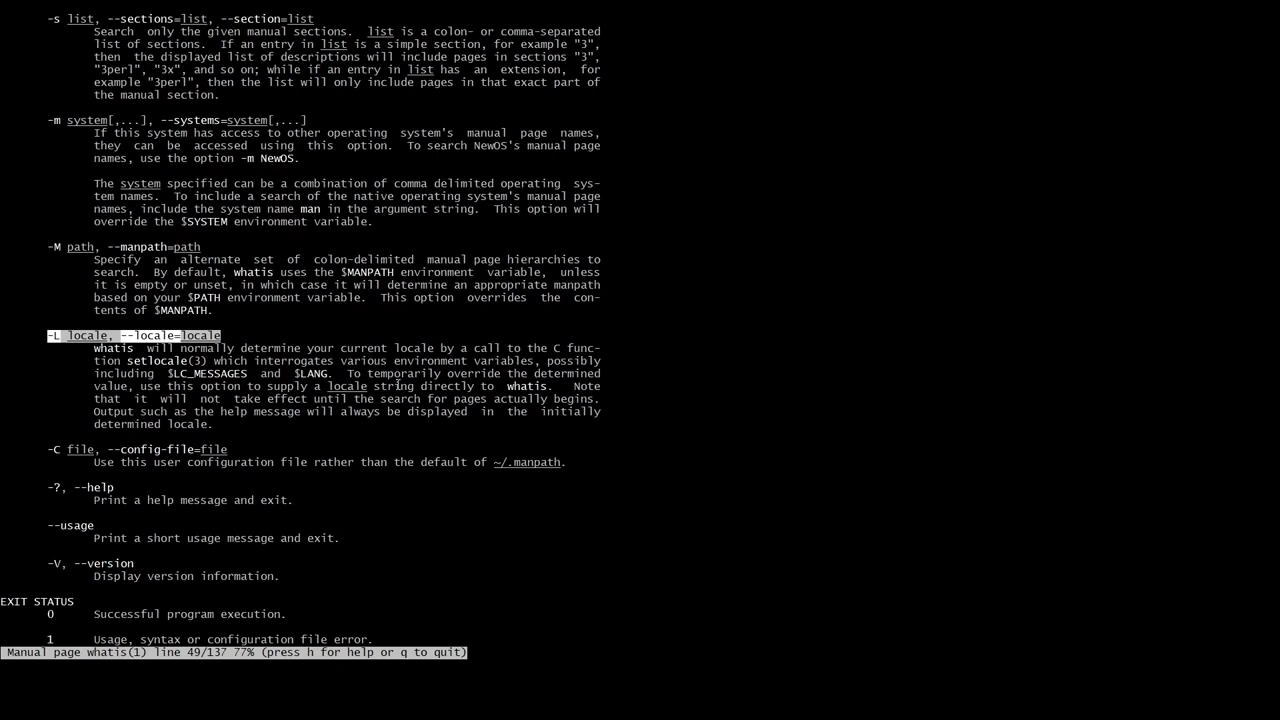 -s list, --sections=list, --section=list
Search  only the given manual sections.  list is a colon- or comma-separated
list of sections.  If an entry in list is a simple section, for example "3",
then  the displayed list of descriptions will include pages in sections "3",
"3perl", "3x", and so on; while if an entry in list has  an  extension,  for
example "3perl", then the list will only include pages in that exact part of
the manual section.
-m system[,...], --systems=system[,...]
If this system has access to other operating  system's  manual  page  names,
they  can  be  accessed  using  this  option.  To search NewOS's manual page
names, use the option -m NewOS.
The system specified can be a combination of comma delimited operating  sys-
tem names.  To include a search of the native operating system's manual page
names, include the system name man in the argument string.  This option will
override the $SYSTEM environment variable.
-M path, --manpath=path
Specify  an  alternate  set  of  colon-delimited  manual page hierarchies to
search.  By default, whatis uses the $MANPATH environment  variable,  unless
it is empty or unset, in which case it will determine an appropriate manpath
based on your $PATH environment variable.  This option overrides  the  con-
tents of $MANPATH.
-L locale, --locale=locale
whatis  will normally determine your current locale by a call to the C func-
tion setlocale(3) which interrogates various environment variables, possibly
including  $LC_MESSAGES  and  $LANG.  To temporarily override the determined
value, use this option to supply a locale string directly to  whatis.   Note
that  it  will  not  take effect until the search for pages actually begins.
Output such as the help message will always be displayed  in  the  initially
determined locale.
-C file, --config-file=file
Use this user configuration file rather than the default of ~/.manpath.
-?, --help
Print a help message and exit.
--usage
Print a short usage message and exit.
-V, --version
Display version information.
EXIT STATUS
0      Successful program execution.
1      Usage, syntax or configuration file error.
Manual page whatis(1) line 49/137 77% (press h for help or q to quit)